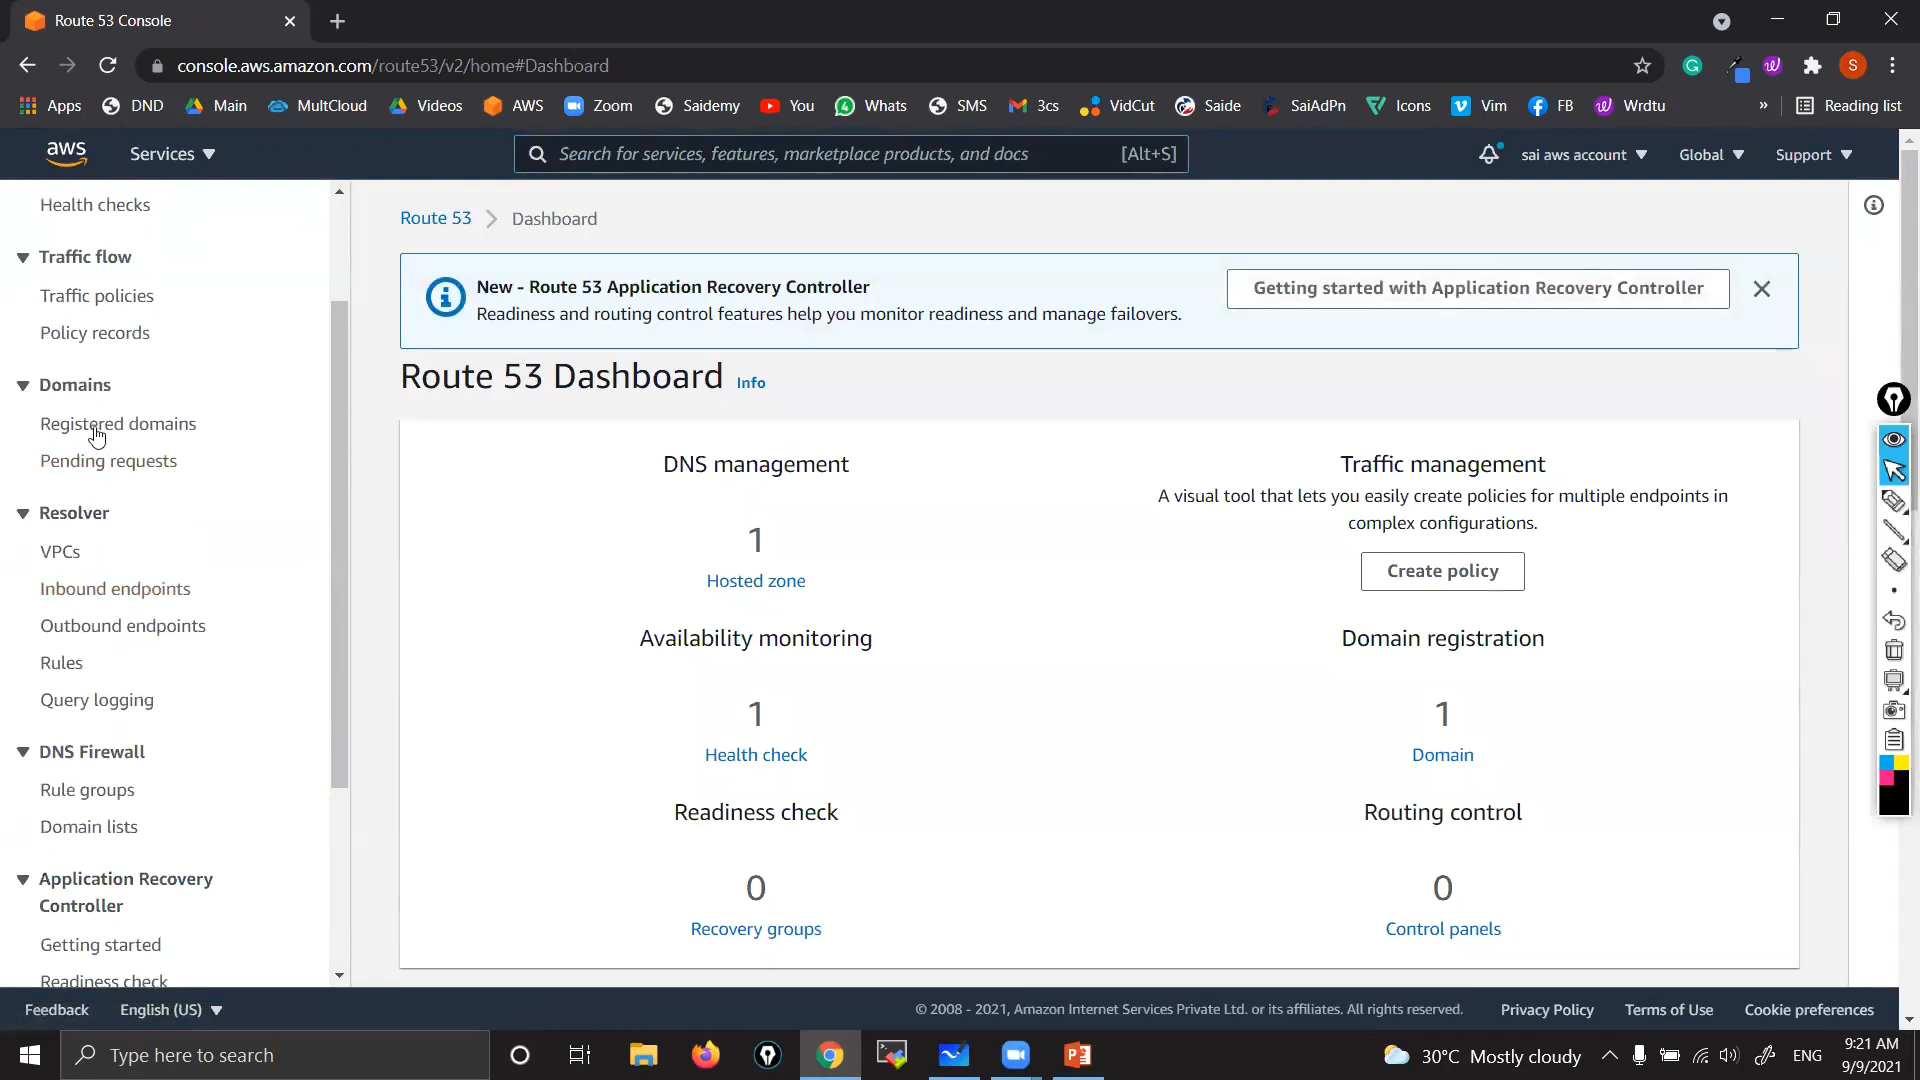 Route 53 Console
console.aws.amazon.com/route53/v2/home#Dashboard
S
Apps DND Main MultCloud Videos AWS Zoom Saidemy You Whats SMS 3cs VidCut Saide SaiAdPn Icons Vim FB Wrdtu » Reading list
aws Services Search for services, features, marketplace products, and docs [Alt+S] sai aws account Global Support
Health checks
Traffic flow
Traffic policies
Policy records
Domains
Registered domains
Pending requests
Resolver
VPCs
Inbound endpoints
Outbound endpoints
Rules
Query logging
DNS Firewall
Rule groups
Domain lists
Application Recovery
Controller
Getting started
Readiness check
Route 53 Dashboard
New - Route 53 Application Recovery Controller
Readiness and routing control features help you monitor readiness and manage failovers.
Getting started with Application Recovery Controller
Route 53 Dashboard Info
DNS management
1
Hosted zone
Traffic management
A visual tool that lets you easily create policies for multiple endpoints in
complex configurations.
Create policy
Availability monitoring
1
Health check
Domain registration
1
Domain
Readiness check
0
Recovery groups
Routing control
0
Control panels
Feedback English (US) © 2008 - 2021, Amazon Internet Services Private Ltd. or its affiliates. All rights reserved. Privacy Policy Terms of Use Cookie preferences
Type here to search
30°C Mostly cloudy
ENG
9:21 AM
9/9/2021